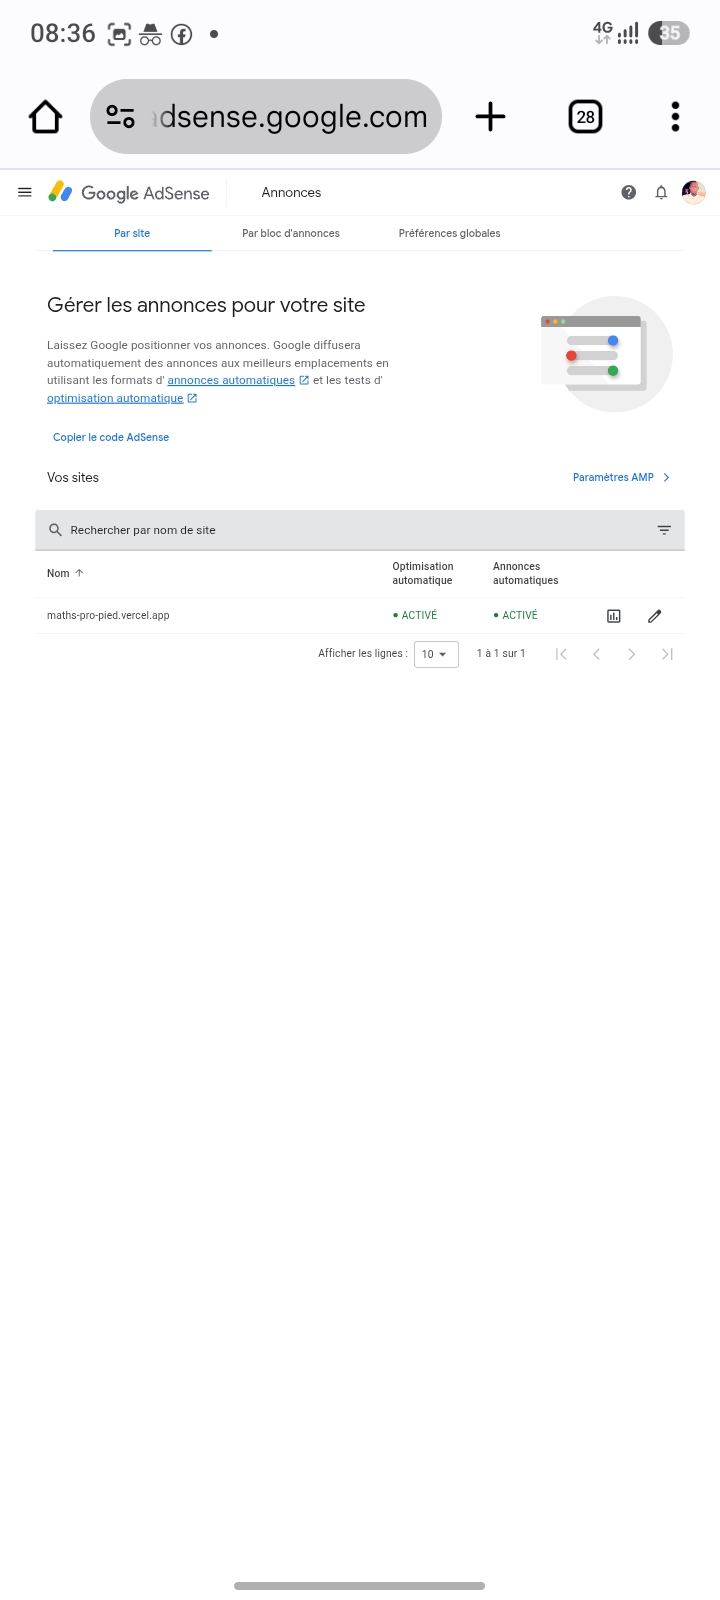 08:36
4G
35
dsense.google.com
28
Google AdSense
Annonces
Par site
Par bloc d'annonces
Préférences globales
Gérer les annonces pour votre site
Laissez Google positionner vos annonces. Google diffusera
automatiquement des annonces aux meilleurs emplacements en
utilisant les formats d' annonces automatiques et les tests d'
optimisation automatique
Copier le code AdSense
Vos sites
Paramètres AMP
Rechercher par nom de site
Nom
Optimisation
automatique
Annonces
automatiques
maths-pro-pied.vercel.app
ACTIVÉ
ACTIVÉ
Afficher les lignes :
10
1 à 1 sur 1